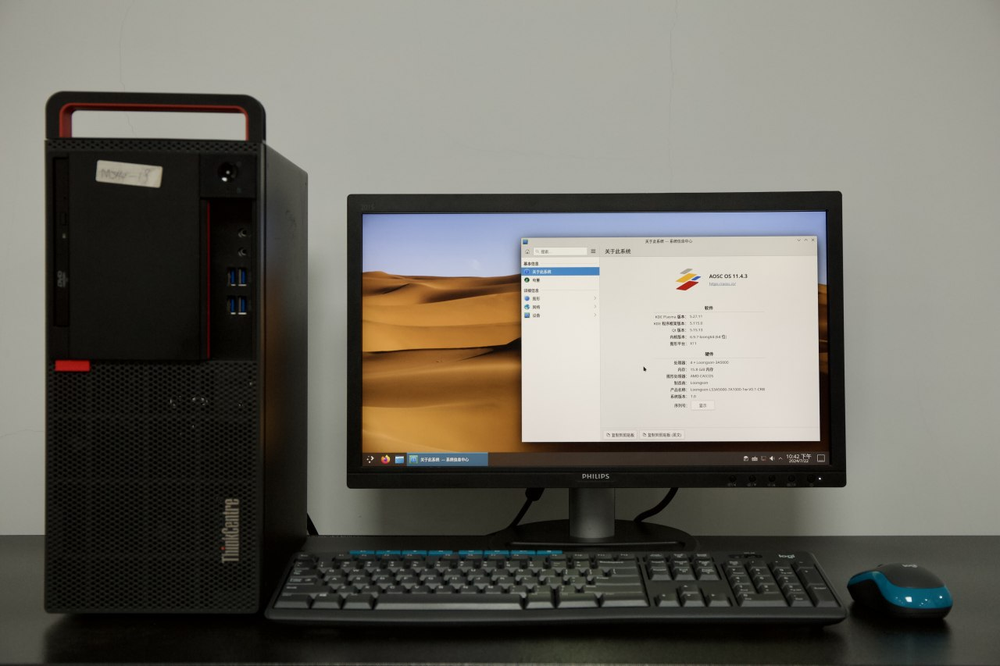 DVD
ThinkCentre
关于此系统 — 系统信息中心
搜索...
关于此系统
基本信息
关于此系统
电量
详细信息
图形
网络
设备
AOSC OS 11.4.3
https://aosc.io/
软件
KDE Plasma 版本: 5.27.11
KDE 程序框架版本: 5.115.0
Qt 版本: 5.15.13
内核版本: 6.9.7-loong64 (64 位)
图形平台: X11
硬件
处理器: 4 × Loongson-3A5000
内存: 15.8 GiB 内存
图形处理器: AMD CAICOS
制造商: Loongson
产品名称: Loongson-LS3A5000-7A1000-1w-V0.1-CRB
系统版本: 1.0
序列号: 显示
复制到剪贴板
复制到剪贴板 (英文)
关于此系统 — 系统信息中心
10:42 下午
2024/7/22
PHILIPS
logi
logi